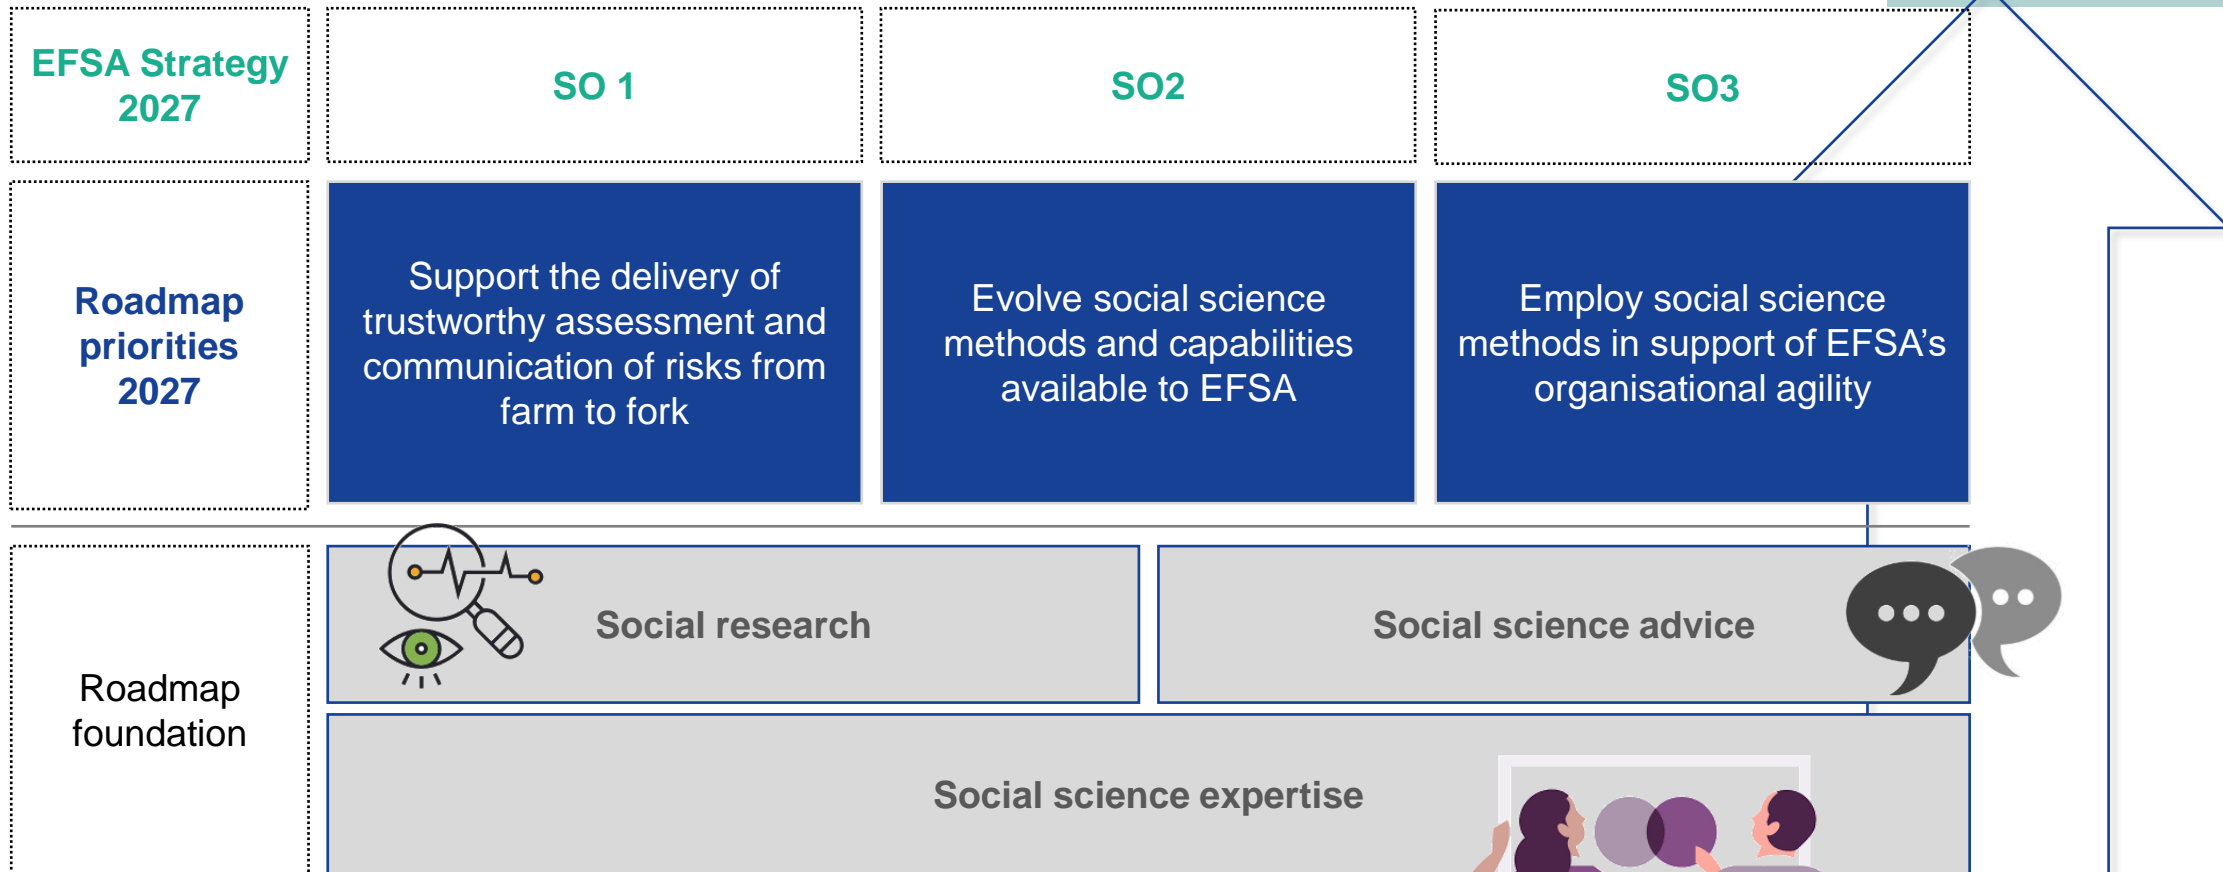 EFSA Strategy
2027
SO 1
SO2
SO3
Roadmap
priorities
2027
Support the delivery of
trustworthy assessment and
communication of risks from
farm to fork
Evolve social science
methods and capabilities
available to EFSA
Employ social science
methods in support of EFSA’s
organisational agility
Roadmap
foundation
Social research
Social science advice
Social science expertise